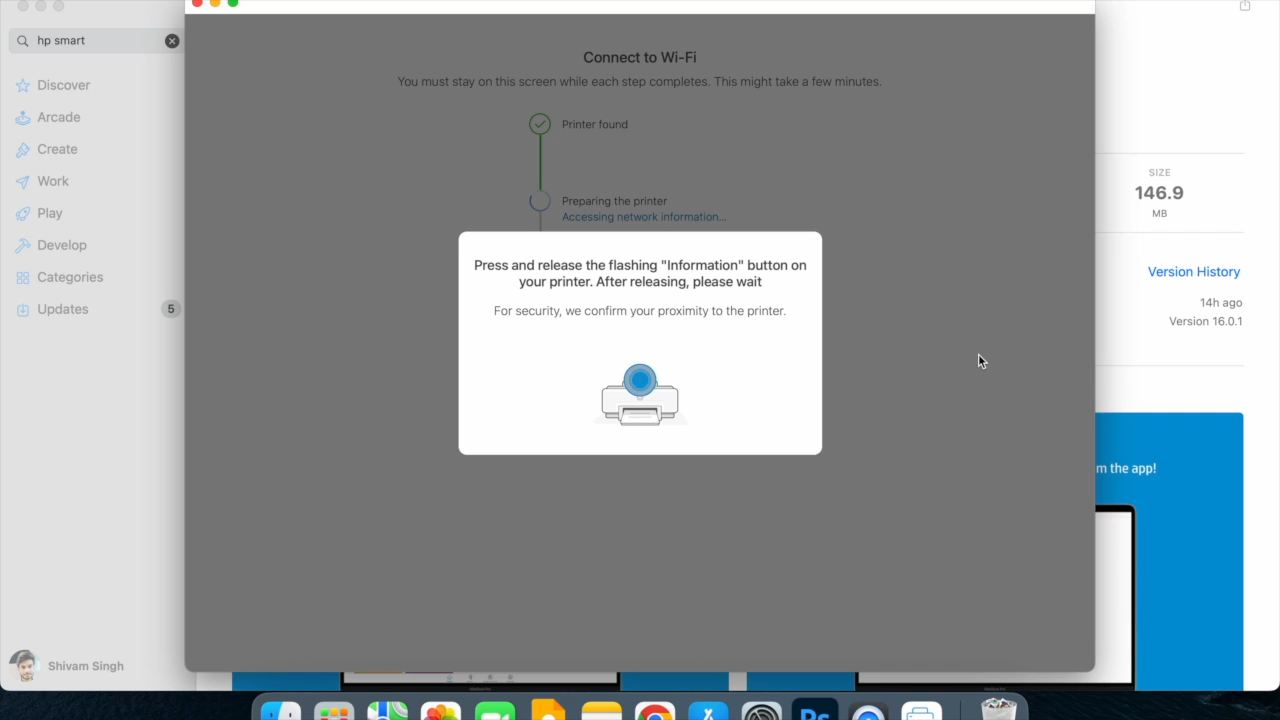 hp smart
Discover
Arcade
Create
Work
Play
Develop
Categories
Updates
5
Shivam Singh
Connect to Wi-Fi
You must stay on this screen while each step completes. This might take a few minutes.
Printer found
Preparing the printer
Accessing network information...
Press and release the flashing "Information" button on
your printer. After releasing, please wait
For security, we confirm your proximity to the printer.
SIZE
146.9
MB
Version History
14h ago
Version 16.0.1
m the app!
Ps